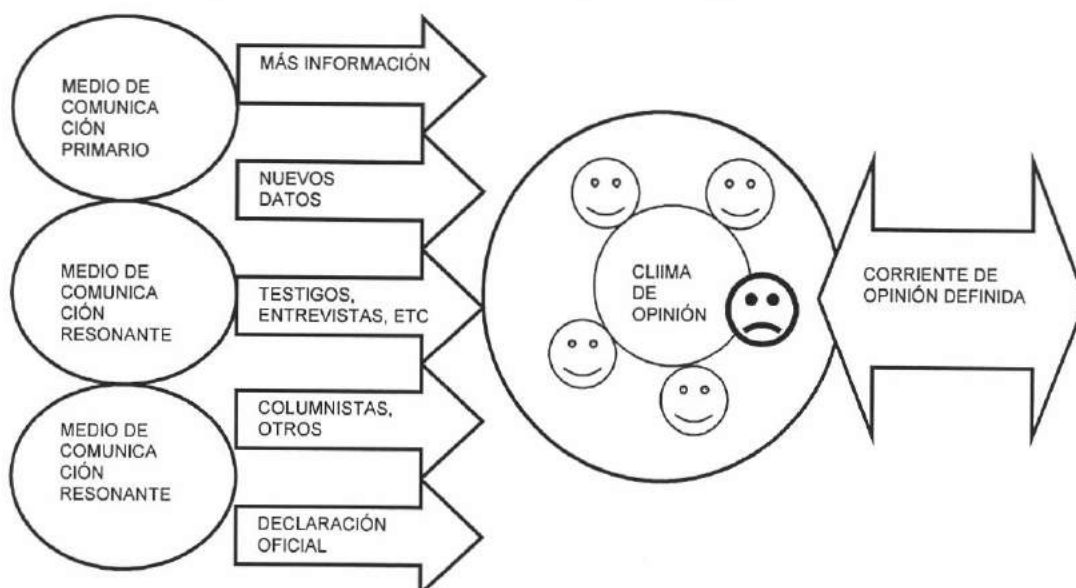 MEDIO DE
COMUNICA
CIÓN
PRIMARIO
MÁS INFORMACIÓN
NUEVOS
DATOS
MEDIO DE
COMUNICA
CIÓN
RESONANTE
TESTIGOS,
ENTREVISTAS, ETC
COLUMNISTAS,
OTROS
MEDIO DE
COMUNICA
CIÓN
RESONANTE
DECLARACIÓN
OFICIAL
CLIIMA
DE
OPINIÓN
CORRIENTE DE
OPINIÓN DEFINIDA